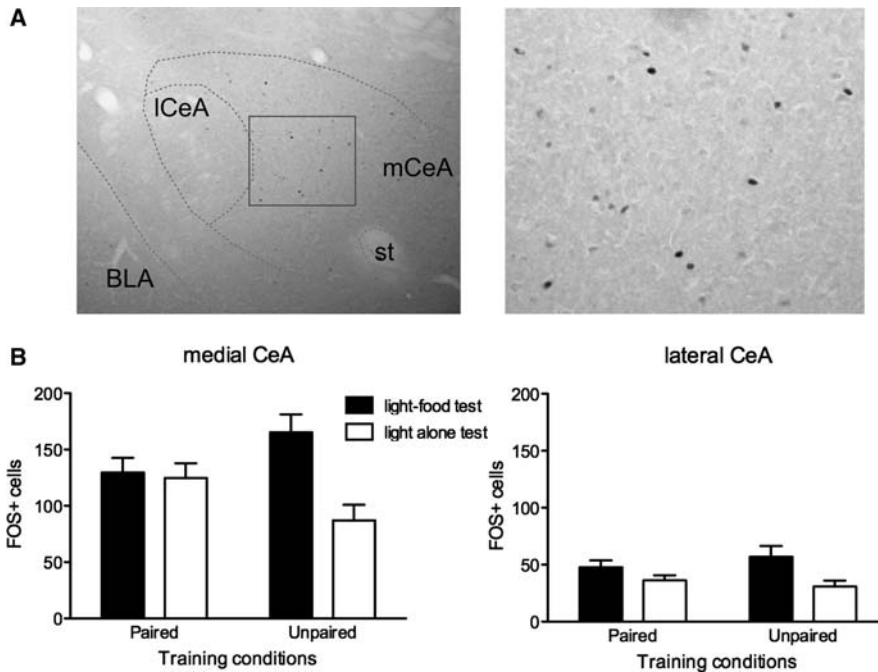 A
lCeA
mCeA
st
BLA
B
medial CeA
FOS+ cells
200
150
100
50
0
Paired
Unpaired
Training conditions
light-food test
light alone test
lateral CeA
FOS+ cells
200
150
100
50
0
Paired
Unpaired
Training conditions